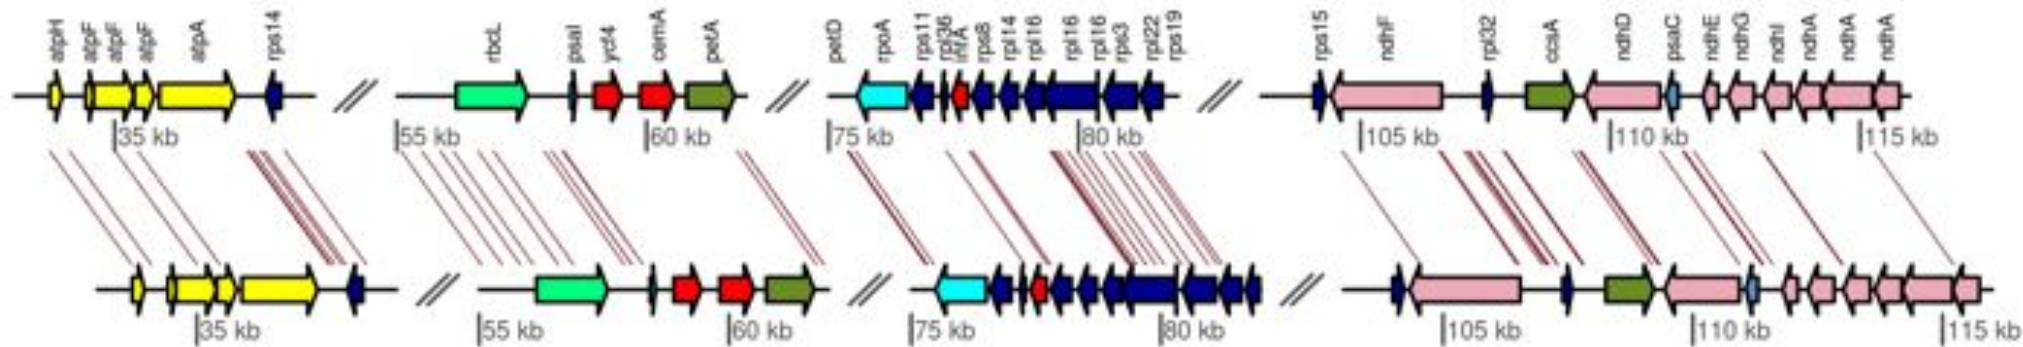 atpH atpF atpF atpF atpA rps14 rbcL psaI ycf4 cemA petA petD rpoA rps11 rpl36 infA rps8 rpl14 rpl16 rpl16 rpl16 rps3 rpl22 rps19 rps15 ndhF rpl32 ccsA ndhD psaC ndhE ndhG ndhI ndhA ndhA ndhA
35 kb 55 kb 60 kb 75 kb 80 kb 105 kb 110 kb 115 kb
35 kb 55 kb 60 kb 75 kb 80 kb 105 kb 110 kb 115 kb